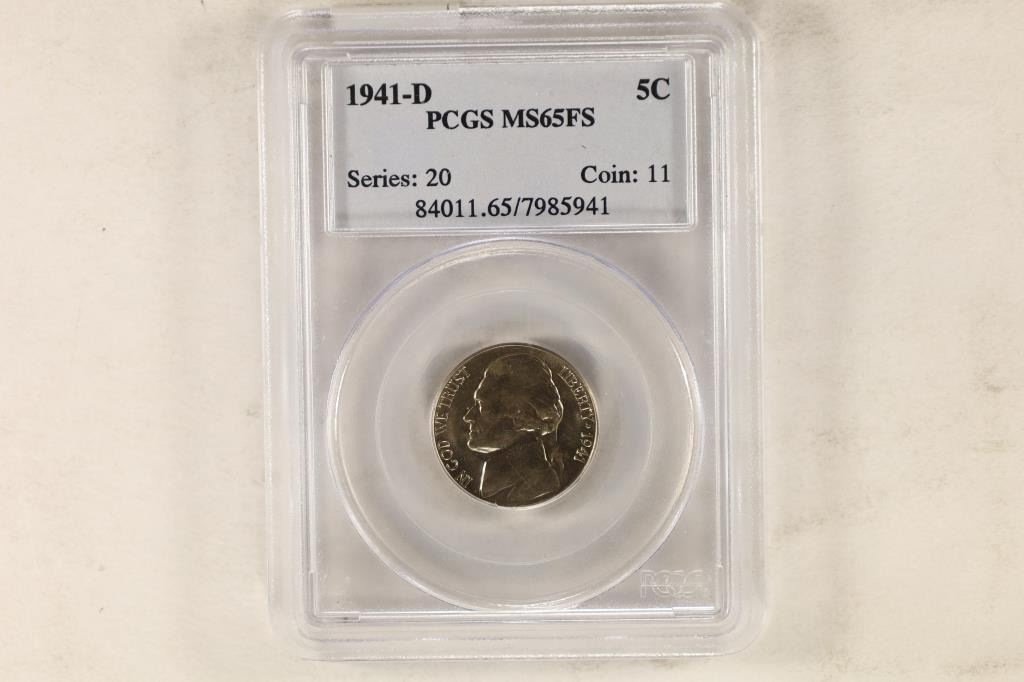 1941-D 5C
PCGS MS65FS
Series: 20 Coin: 11
84011.65/7985941
IN GOD WE TRUST
LIBERTY * 1941
PCGS